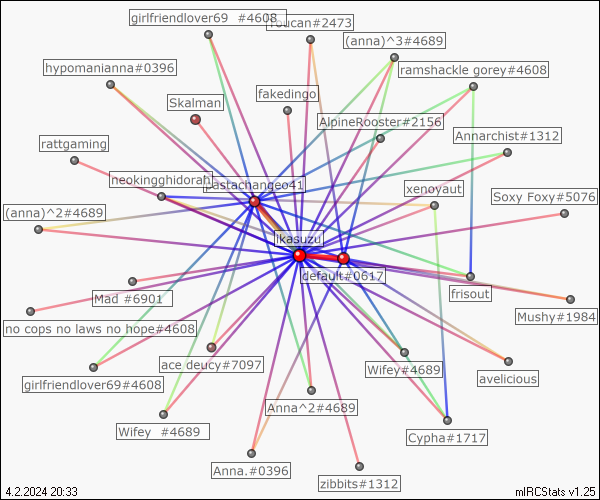 girlfriendlover69 #4608
Toucan#2473
(anna)^3#4689
hypomanianna#0396
ramshackle gorey#4608
Skalman
fakedingo
AlpineRooster#2156
Annarchist#1312
rattgaming
neokingghidorah
pastachangeo41
xenoyaut
Soxy Foxy#5076
(anna)^2#4689
ikasuzu
default#0617
frisout
Mad #6901
Mushy#1984
no cops no laws no hope#4608
ace deucy#7097
Wifey#4689
avelicious
girlfriendlover69#4608
Anna^2#4689
Wifey #4689
Cypha#1717
Anna.#0396
zibbits#1312
4.2.2024 20:33
mIRCStats v1.25